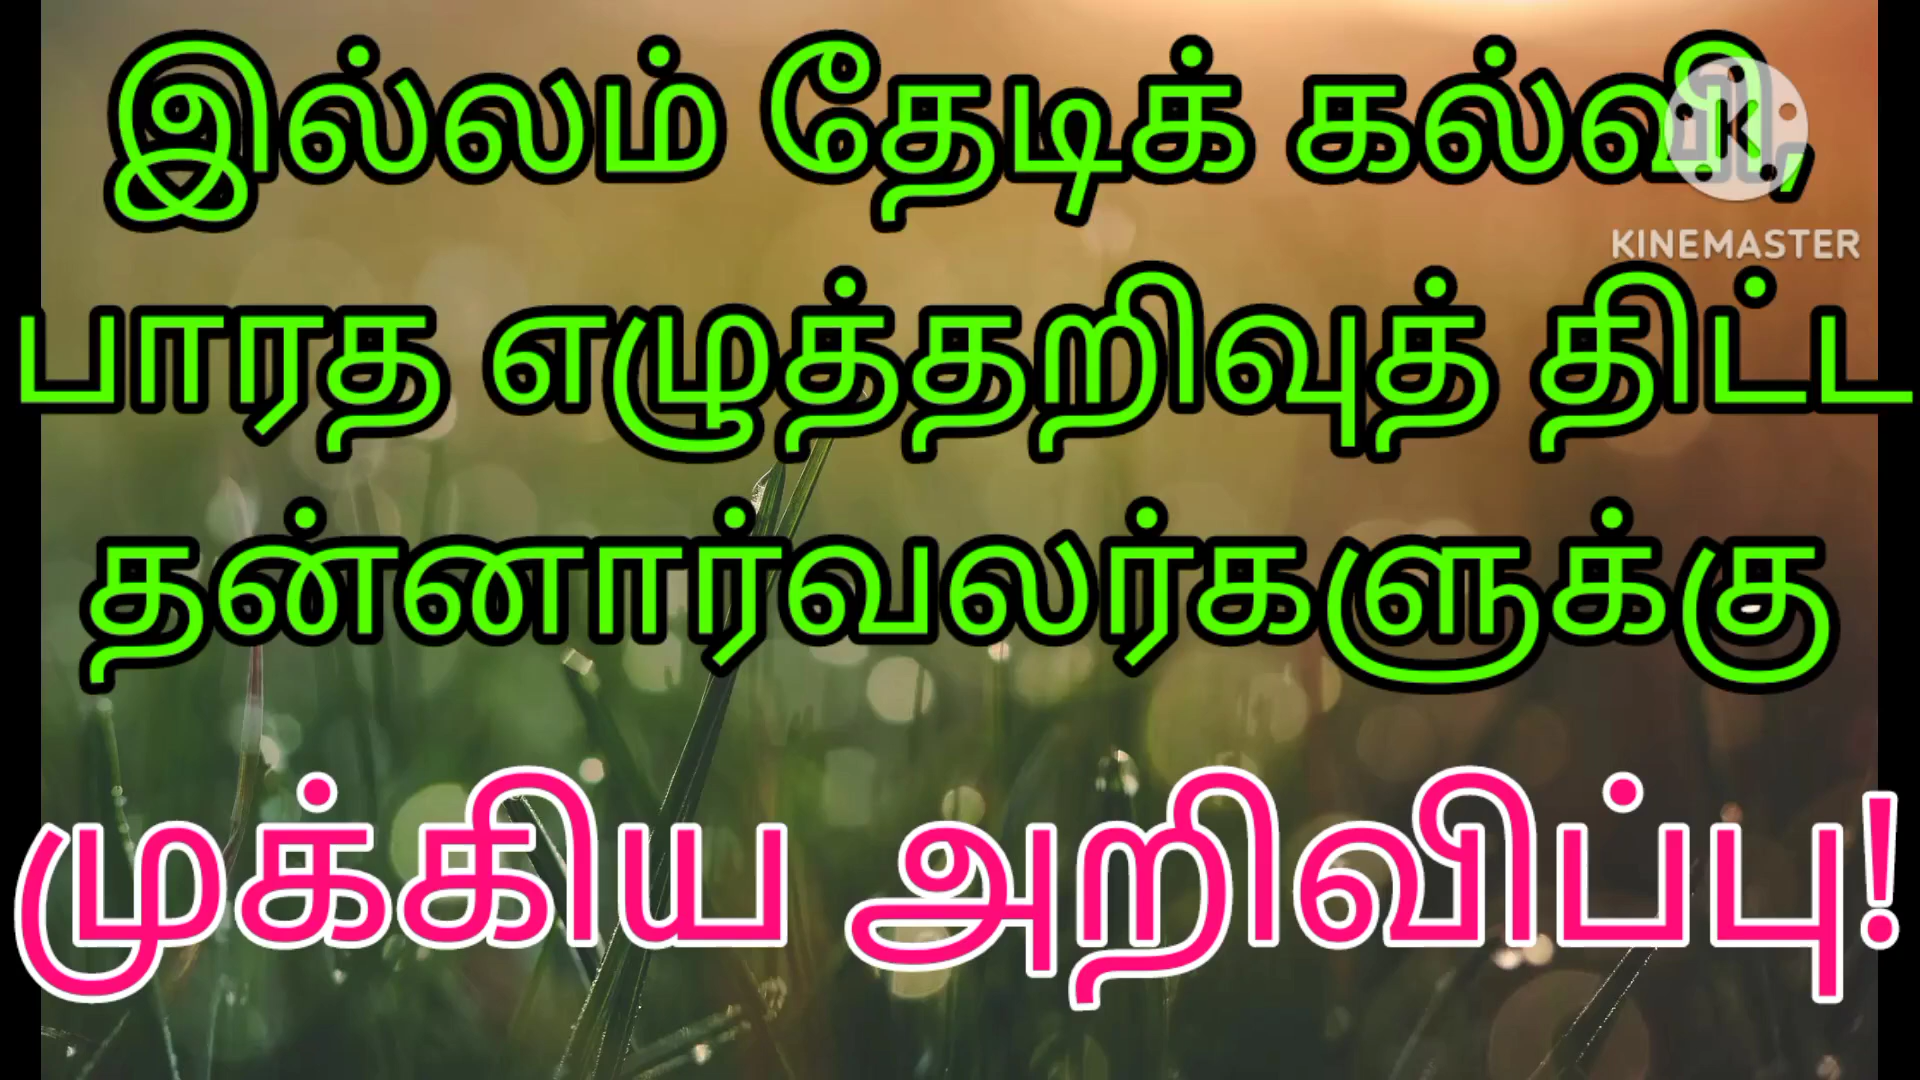 இல்லம் தேடிக் கல்வி,
பாரத எழுத்தறிவுத் திட்ட
தன்னார்வலர்களுக்கு
முக்கிய அறிவிப்பு!
K
KINEMASTER